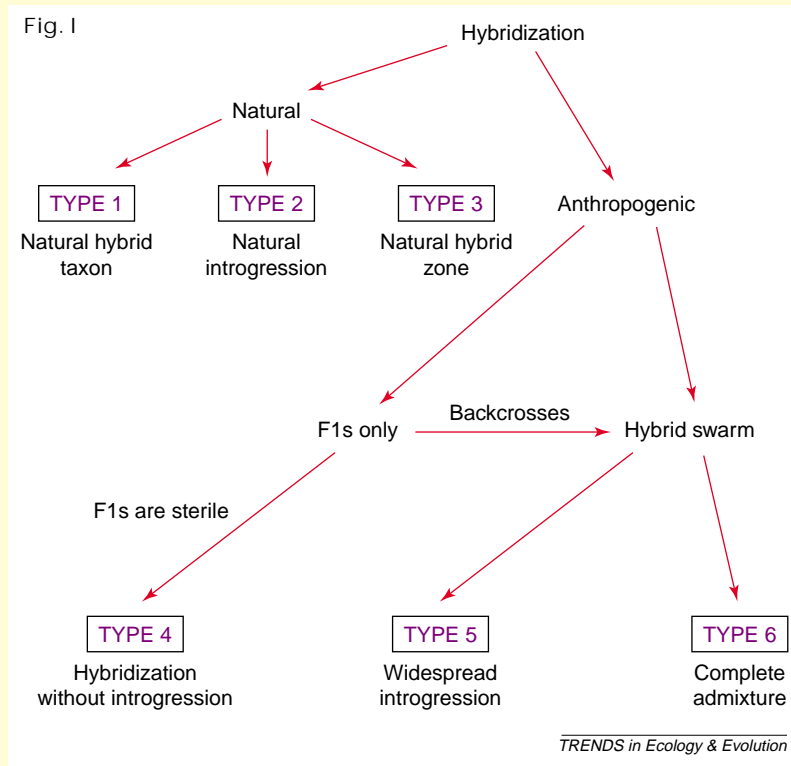 Fig. I
Hybridization
Natural
TYPE 1
TYPE 2
TYPE 3
Anthropogenic
Natural hybrid
taxon
Natural
introgression
Natural hybrid
zone
Backcrosses
F1s only
Hybrid swarm
F1s are sterile
TYPE 4
TYPE 5
TYPE 6
Hybridization
without introgression
Widespread
introgression
Complete
admixture
TRENDS in Ecology & Evolution